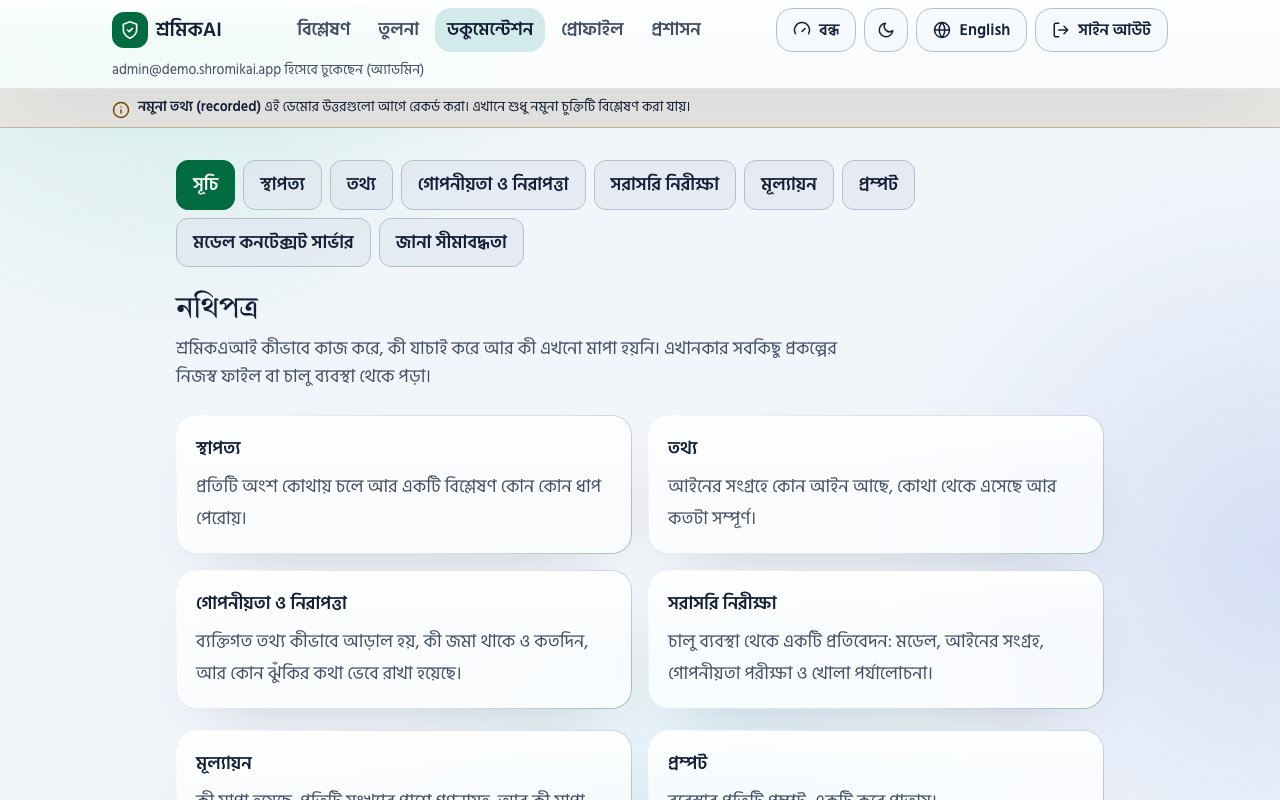 শ্রমিকAI
বিশ্লেষণ
তুলনা
ডকুমেন্টেশন
প্রোফাইল
প্রশাসন
বন্ধ
English
সাইন আউট
admin@demo.shromikai.app হিসেবে ঢুকেছেন (অ্যাডমিন)
নমুনা তথ্য (recorded) এই ডেমোর উত্তরগুলো আগে রেকর্ড করা। এখানে শুধু নমুনা চুক্তিটি বিশ্লেষণ করা যায়।
সূচি
স্থাপত্য
তথ্য
গোপনীয়তা ও নিরাপত্তা
সরাসরি নিরীক্ষা
মূল্যায়ন
প্রম্পট
মডেল কনটেক্সট সার্ভার
জানা সীমাবদ্ধতা
নথিপত্র
শ্রমিকএআই কীভাবে কাজ করে, কী যাচাই করে আর কী এখনো মাপা হয়নি। এখানকার সবকিছু প্রকল্পের
নিজস্ব ফাইল বা চালু ব্যবস্থা থেকে পড়া।
স্থাপত্য
প্রতিটি অংশ কোথায় চলে আর একটি বিশ্লেষণ কোন কোন ধাপ
পেরোয়।
তথ্য
আইনের সংগ্রহে কোন আইন আছে, কোথা থেকে এসেছে আর
কতটা সম্পূর্ণ।
গোপনীয়তা ও নিরাপত্তা
ব্যক্তিগত তথ্য কীভাবে আড়াল হয়, কী জমা থাকে ও কতদিন,
আর কোন ঝুঁকির কথা ভেবে রাখা হয়েছে।
সরাসরি নিরীক্ষা
চালু ব্যবস্থা থেকে একটি প্রতিবেদন: মডেল, আইনের সংগ্রহ,
গোপনীয়তা পরীক্ষা ও খোলা পর্যালোচনা।
মূল্যায়ন
প্রম্পট